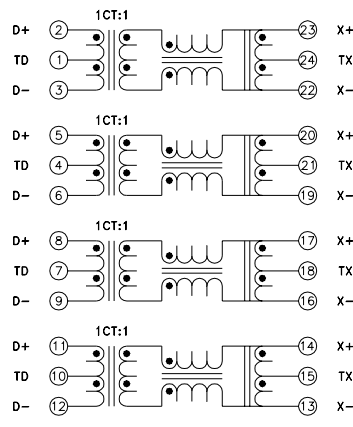 1CT:1
D+ 2 23 X+
TD 1 24 TX
D- 3 22 X-
1CT:1
D+ 5 20 X+
TD 4 21 TX
D- 6 19 X-
1CT:1
D+ 8 17 X+
TD 7 18 TX
D- 9 16 X-
1CT:1
D+ 11 14 X+
TD 10 15 TX
D- 12 13 X-